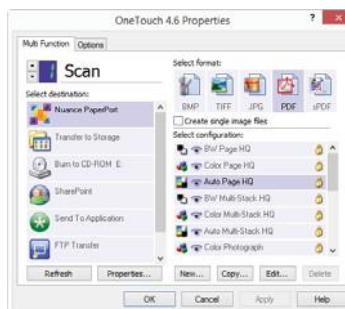 OneTouch 4.6 Properties
Multi Function
Options
Scan
Select destination:
Nuance PaperPort
Transfer to Storage
Burn to CD-ROM E:
SharePoint
Send To Application
FTP Transfer
Refresh
Properties...
Select format:
BMP
TIFF
JPG
PDF
sPDF
Create single image files
Select configuration:
BW Page HQ
Color Page HQ
Auto Page HQ
BW Multi-Stack HQ
Color Multi-Stack HQ
Auto Multi-Stack HQ
Color Photograph
New...
Copy...
Edit...
Delete
OK
Cancel
Apply
Help